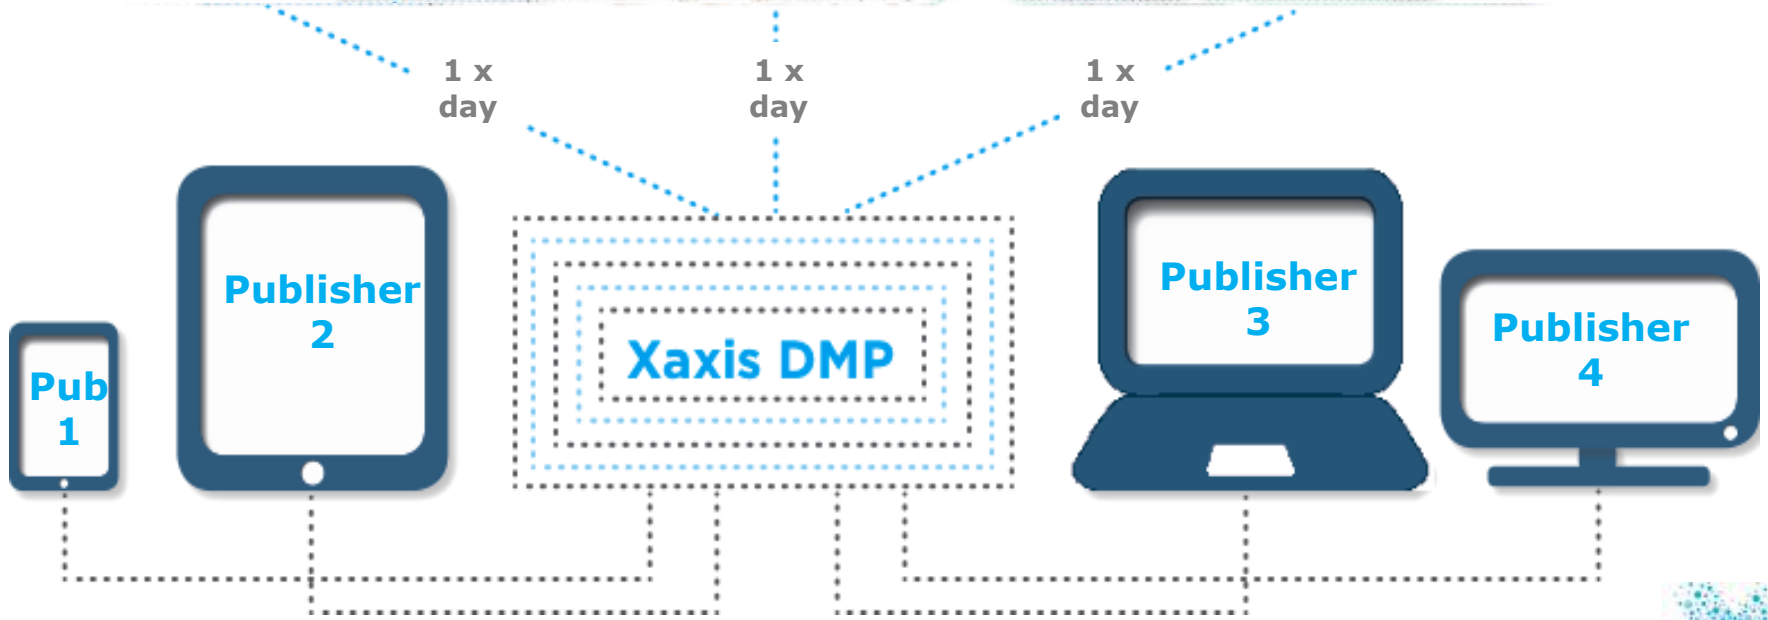 1 x
day
1 x
day
1 x
day
Pub
1
Publisher
2
Xaxis DMP
Publisher
3
Publisher
4